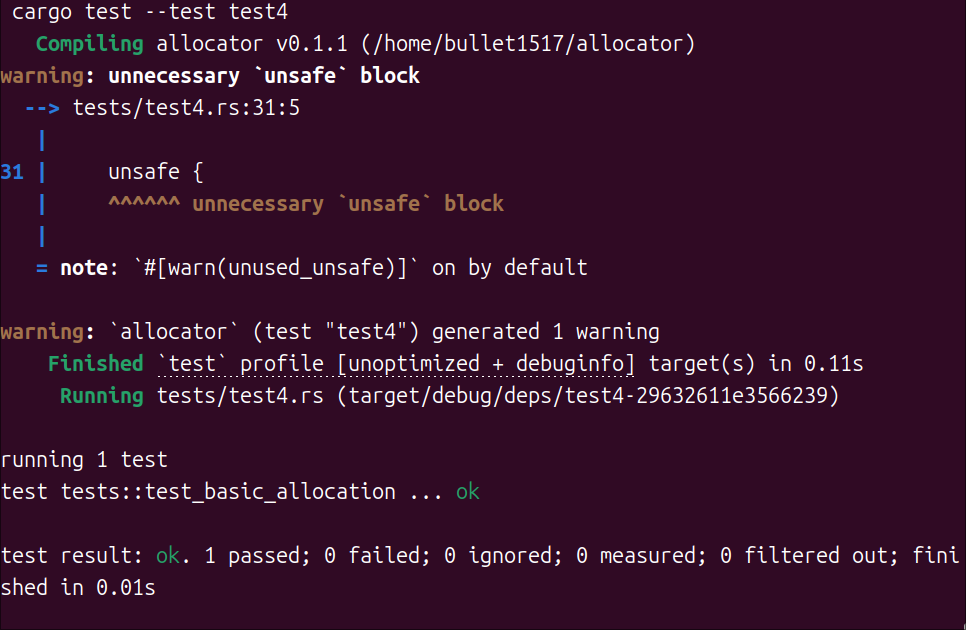 cargo test --test test4
Compiling allocator v0.1.1 (/home/bullet1517/allocator)
warning: unnecessary `unsafe` block
--> tests/test4.rs:31:5
|
31 |     unsafe {
|     ^^^^^^ unnecessary `unsafe` block
|
= note: `#[warn(unused_unsafe)]` on by default
warning: `allocator` (test "test4") generated 1 warning
Finished `test` profile [unoptimized + debuginfo] target(s) in 0.11s
Running tests/test4.rs (target/debug/deps/test4-29632611e3566239)
running 1 test
test tests::test_basic_allocation ... ok
test result: ok. 1 passed; 0 failed; 0 ignored; 0 measured; 0 filtered out; fini
shed in 0.01s